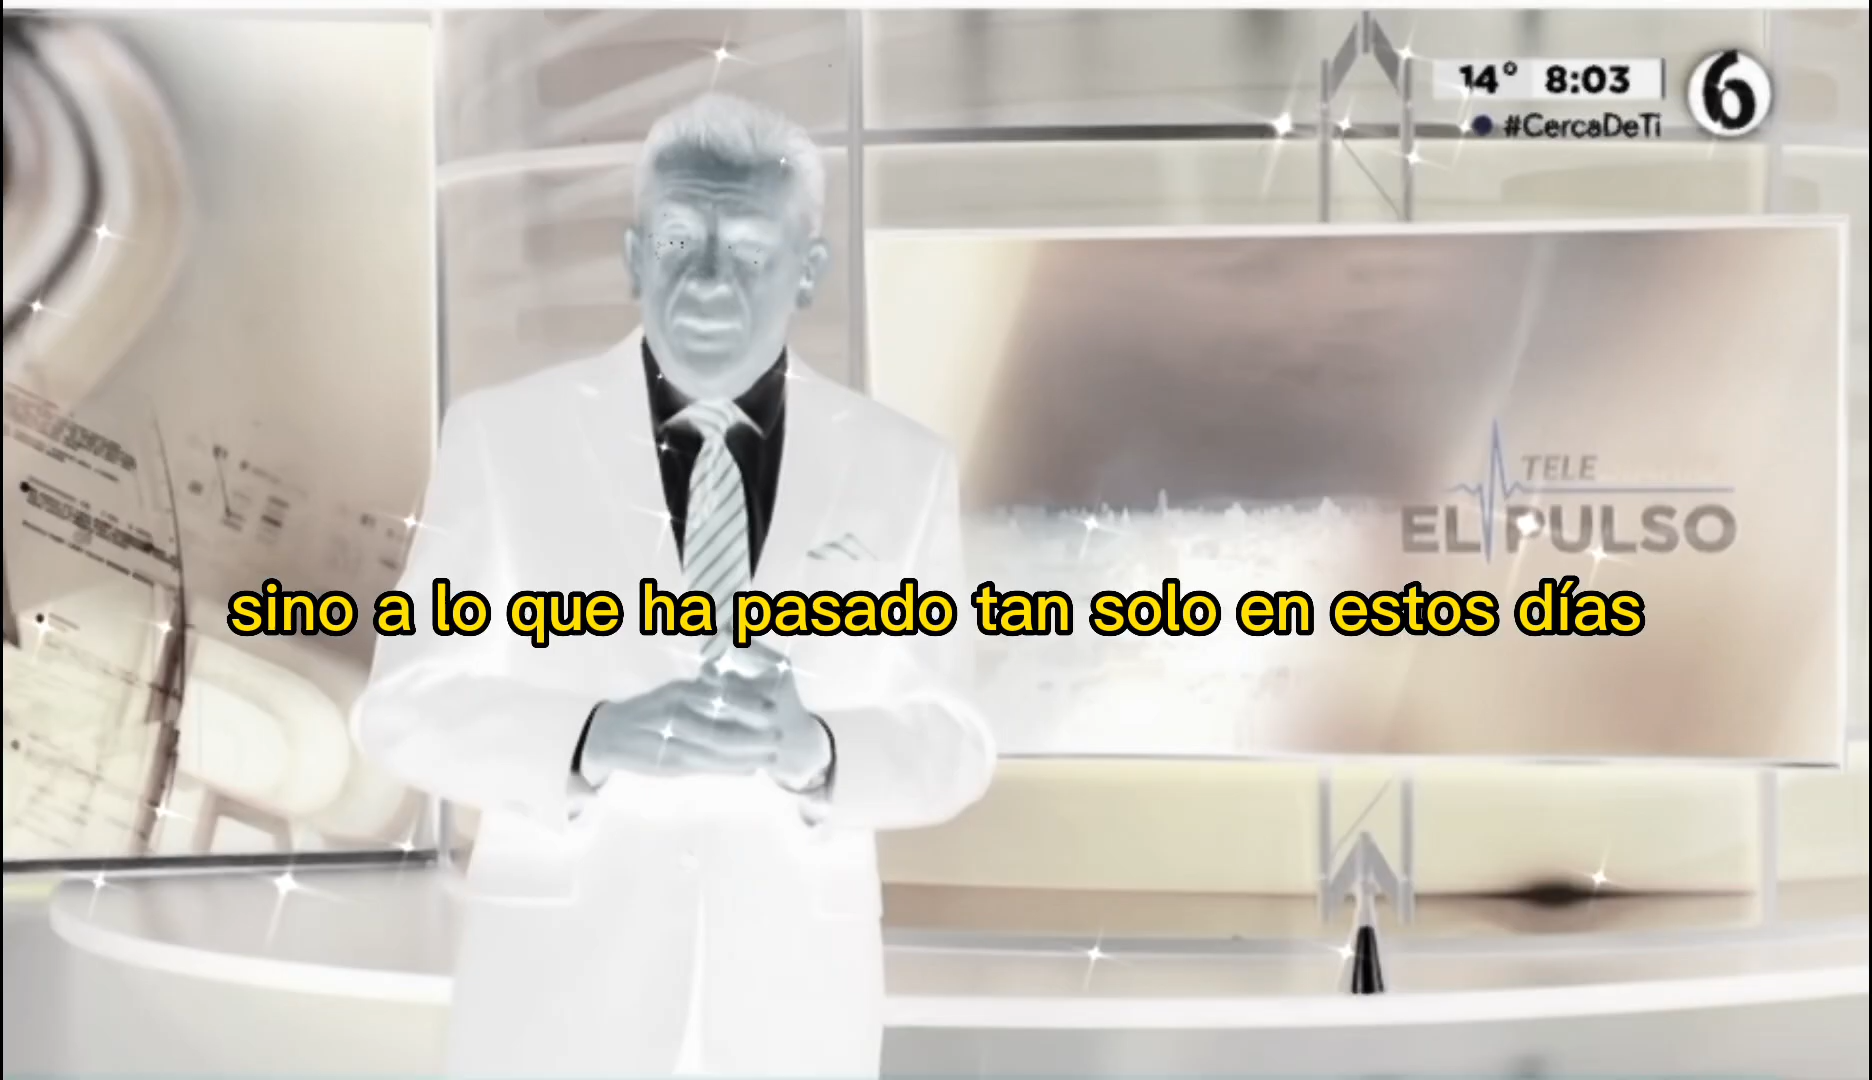 14° 8:03
#CercaDeTi
6
TELE
EL PULSO
sino a lo que ha pasado tan solo en estos días